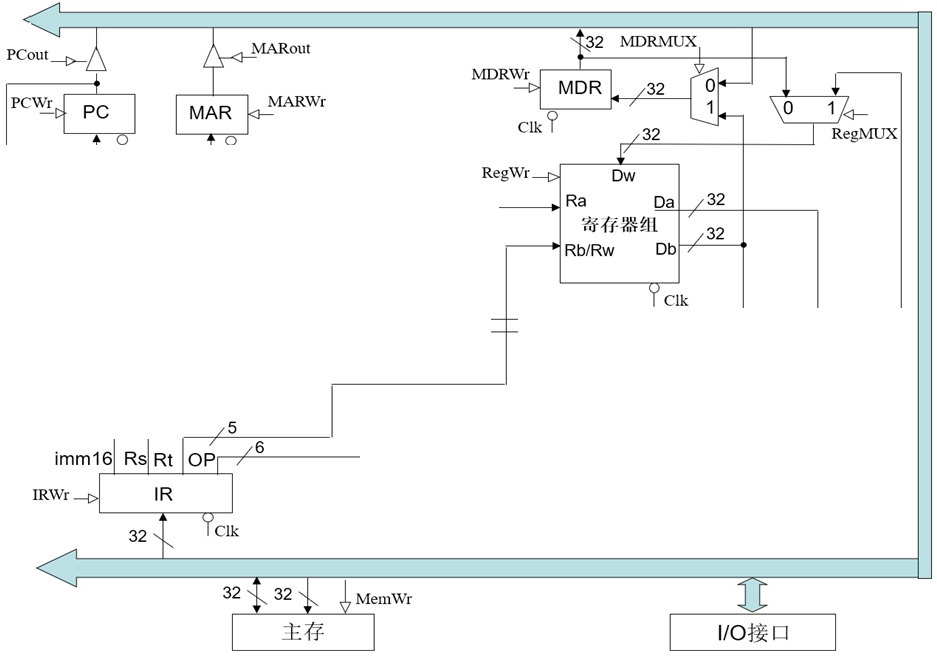 PCout
MARout
32
MDRMUX
MDRWr
MDR
32
0
1
0
1
PCWr
PC
MAR
MARWr
Clk
RegMUX
32
RegWr
Dw
Ra
Da
32
寄存器组
Rb/Rw
Db
32
Clk
5
6
imm16
Rs
Rt
OP
IRWr
IR
Clk
32
32
32
MemWr
主存
I/O接口